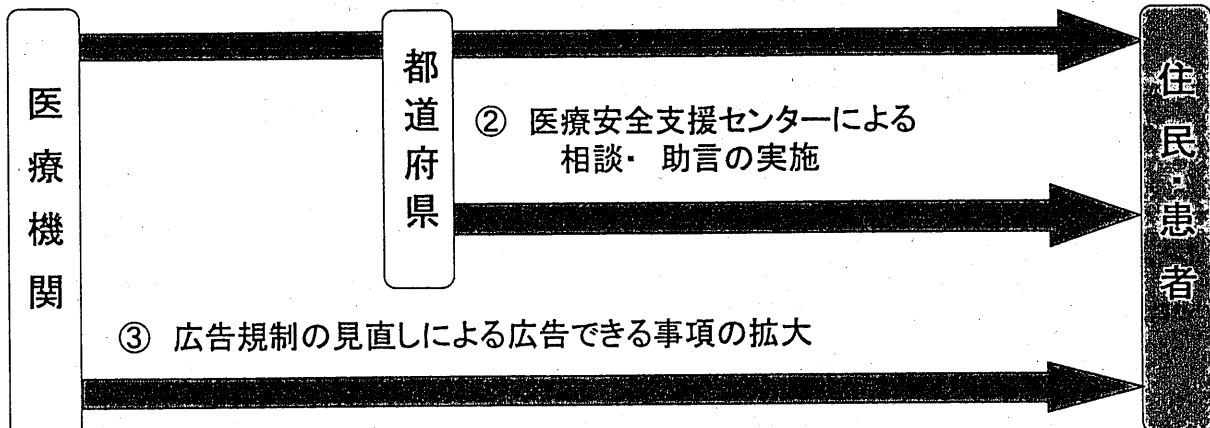 医療機関
都道府県
② 医療安全支援センターによる
相談・ 助言の実施
住民・患者
③ 広告規制の見直しによる広告できる事項の拡大